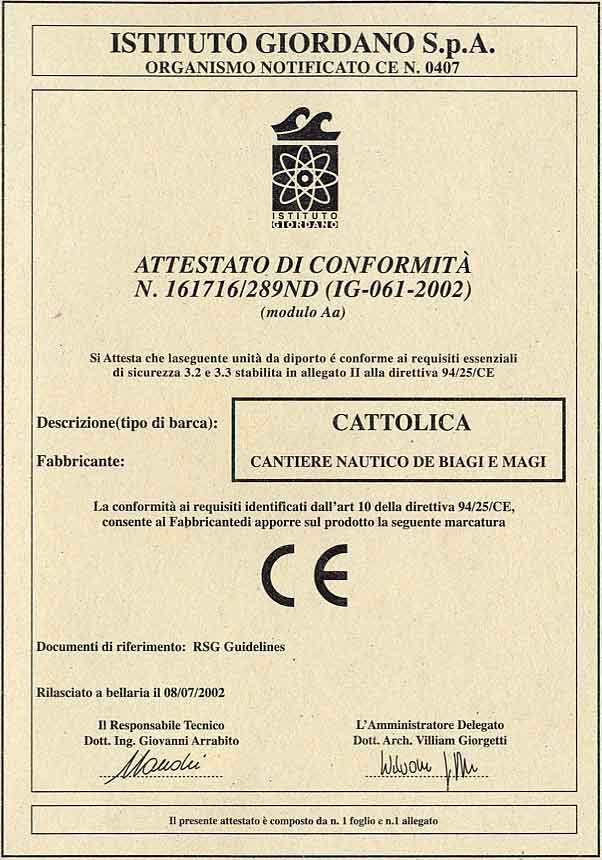 ISTITUTO GIORDANO S.p.A.
ORGANISMO NOTIFICATO CE N. 0407
ISTITUTO
GIORDANO
ATTESTATO DI CONFORMITÀ
N. 161716/289ND (IG-061-2002)
(modulo Aa)
Si Attesta che laseguente unità da diporto é conforme ai requisiti essenziali
di sicurezza 3.2 e 3.3 stabilita in allegato II alla direttiva 94/25/CE
Descrizione(tipo di barca): CATTOLICA
Fabbricante: CANTIERE NAUTICO DE BIAGI E MAGI
La conformità ai requisiti identificati dall'art 10 della direttiva 94/25/CE,
consente al Fabbricantedi apporre sul prodotto la seguente marcatura
CE
Documenti di riferimento: RSG Guidelines
Rilasciato a bellaria il 08/07/2002
Il Responsabile Tecnico
Dott. Ing. Giovanni Arrabito
L'Amministratore Delegato
Dott. Arch. Villiam Giorgetti
Il presente attestato è composto da n. 1 foglio e n.1 allegato